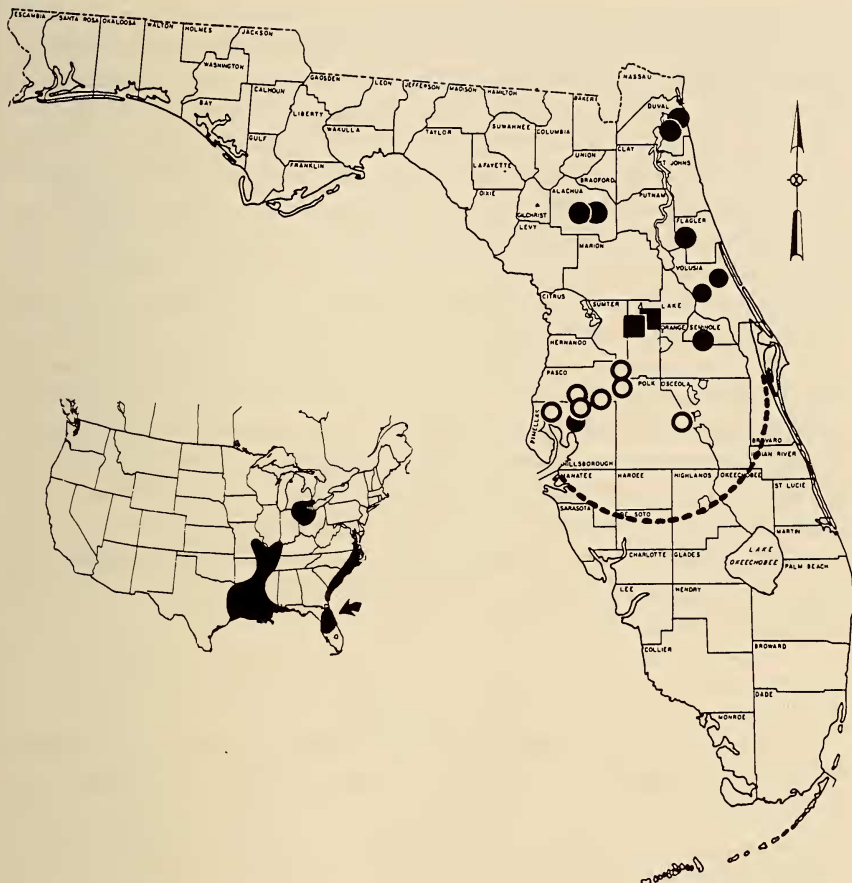 ESCAMBIA
SANTA ROSA
OKALOOSA
WALTON
HOLMES
JACKSON
WASHINGTON
BAY
CALHOUN
GULF
LIBERTY
GADSDEN
FRANKLIN
LEON
WAKULLA
JEFFERSON
MADISON
TAYLOR
HAMILTON
SUWAHNEE
LAFAYETTE
DIXIE
COLUMBIA
BAKER
NASSAU
DUVAL
UNION
BRADFORD
CLAY
ST JOHNS
ALACHUA
GILCHRIST
PUTNAM
LEVY
FLAGLER
MARION
VOLUSIA
CITRUS
SUMTER
LAKE
ORANGE
SEMINOLE
HERNANDO
PASCO
POLK
OSCEOLA
PINELLAS
HILLSBOROUGH
BREVARD
INDIAN RIVER
MANATEE
HARDEE
HIGHLANDS
OKEECHOBEE
ST LUCIE
SARASOTA
DE SOTO
MARTIN
CHARLOTTE
GLADES
LAKE
OKEECHOBEE
PALM BEACH
LEE
HENDRY
COLLIER
BROWARD
DADE
MONROE